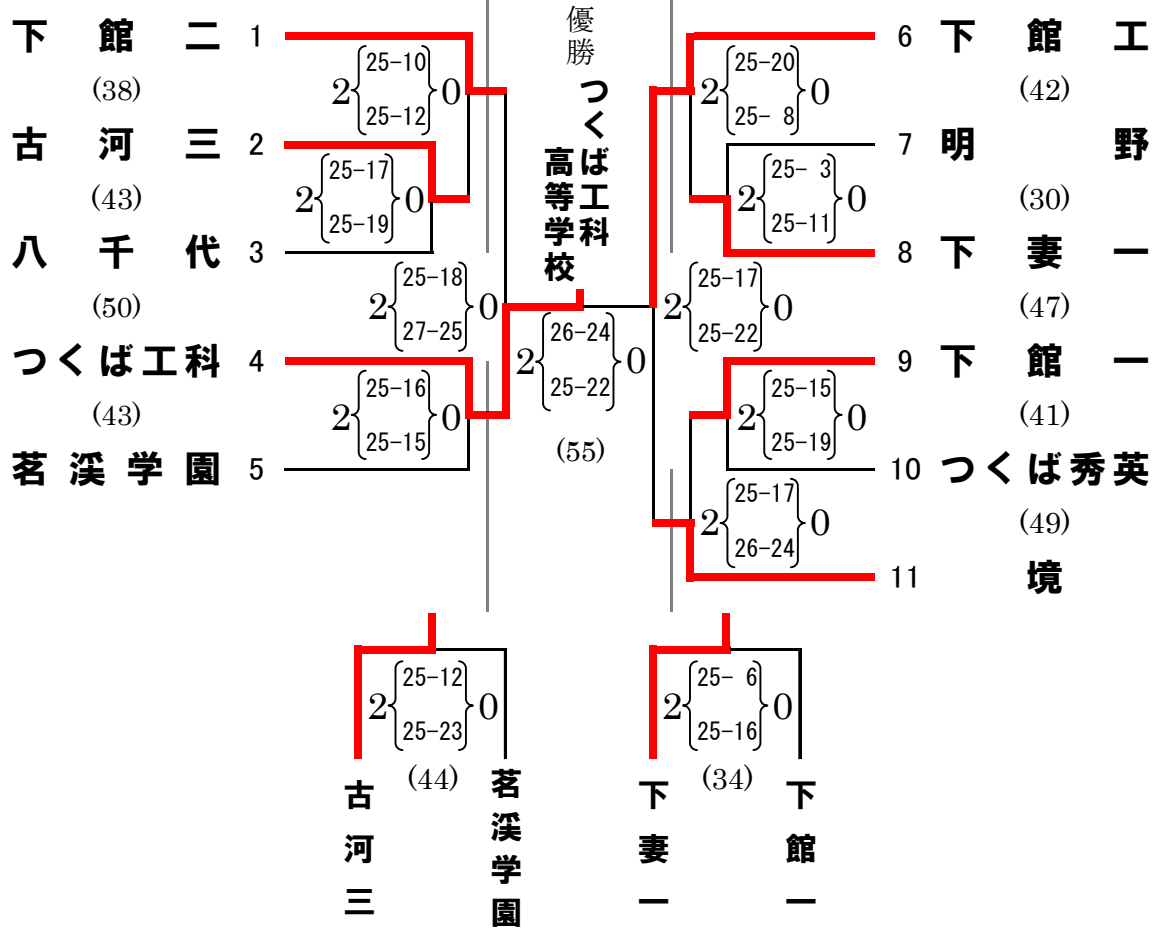 下館二 1
2 25-10 0
25-12
(38)
古河三 2
2 25-17 0
25-19
(43)
八千代 3
2 25-18 0
27-25
(50)
つくば工科 4
2 25-16 0
25-15
(43)
茗渓学園 5
優勝
つくば工科
高等学校
2 26-24 0
25-22
(55)
6 下館工
2 25-20 0
25- 8
(42)
7 明野
2 25- 3 0
25-11
(30)
8 下妻一
2 25-17 0
25-22
(47)
9 下館一
2 25-15 0
25-19
(41)
10 つくば秀英
2 25-17 0
26-24
(49)
11 境
2 25-12 0
25-23
(44)
古河三
茗渓学園
2 25- 6 0
25-16
(34)
下妻一
下館一